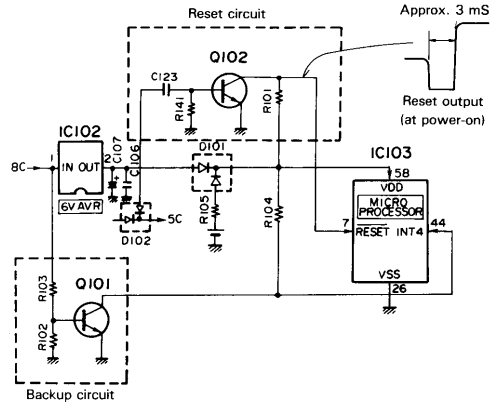 Reset circuit
Approx. 3 mS
Q102
C123
R141
R101
Reset output
(at power-on)
IC102
C107
+
C106
D101
IC103
8C
IN OUT
2
58
VDD
MICRO
PROCESSOR
6V AVR
5C
D102
R105
R104
7
RESET INT4
44
VSS
26
R103
Q101
R102
Backup circuit